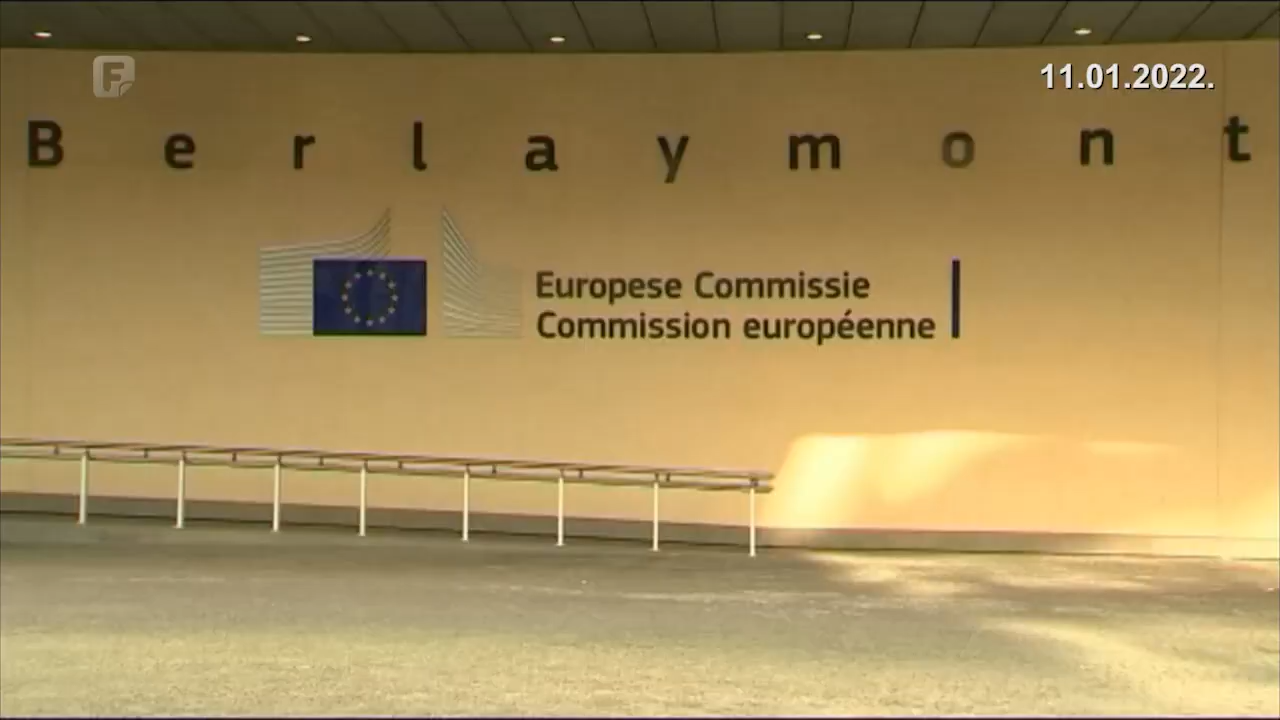 F
11.01.2022.
Berlaymont
Europese Commissie
Commission européenne